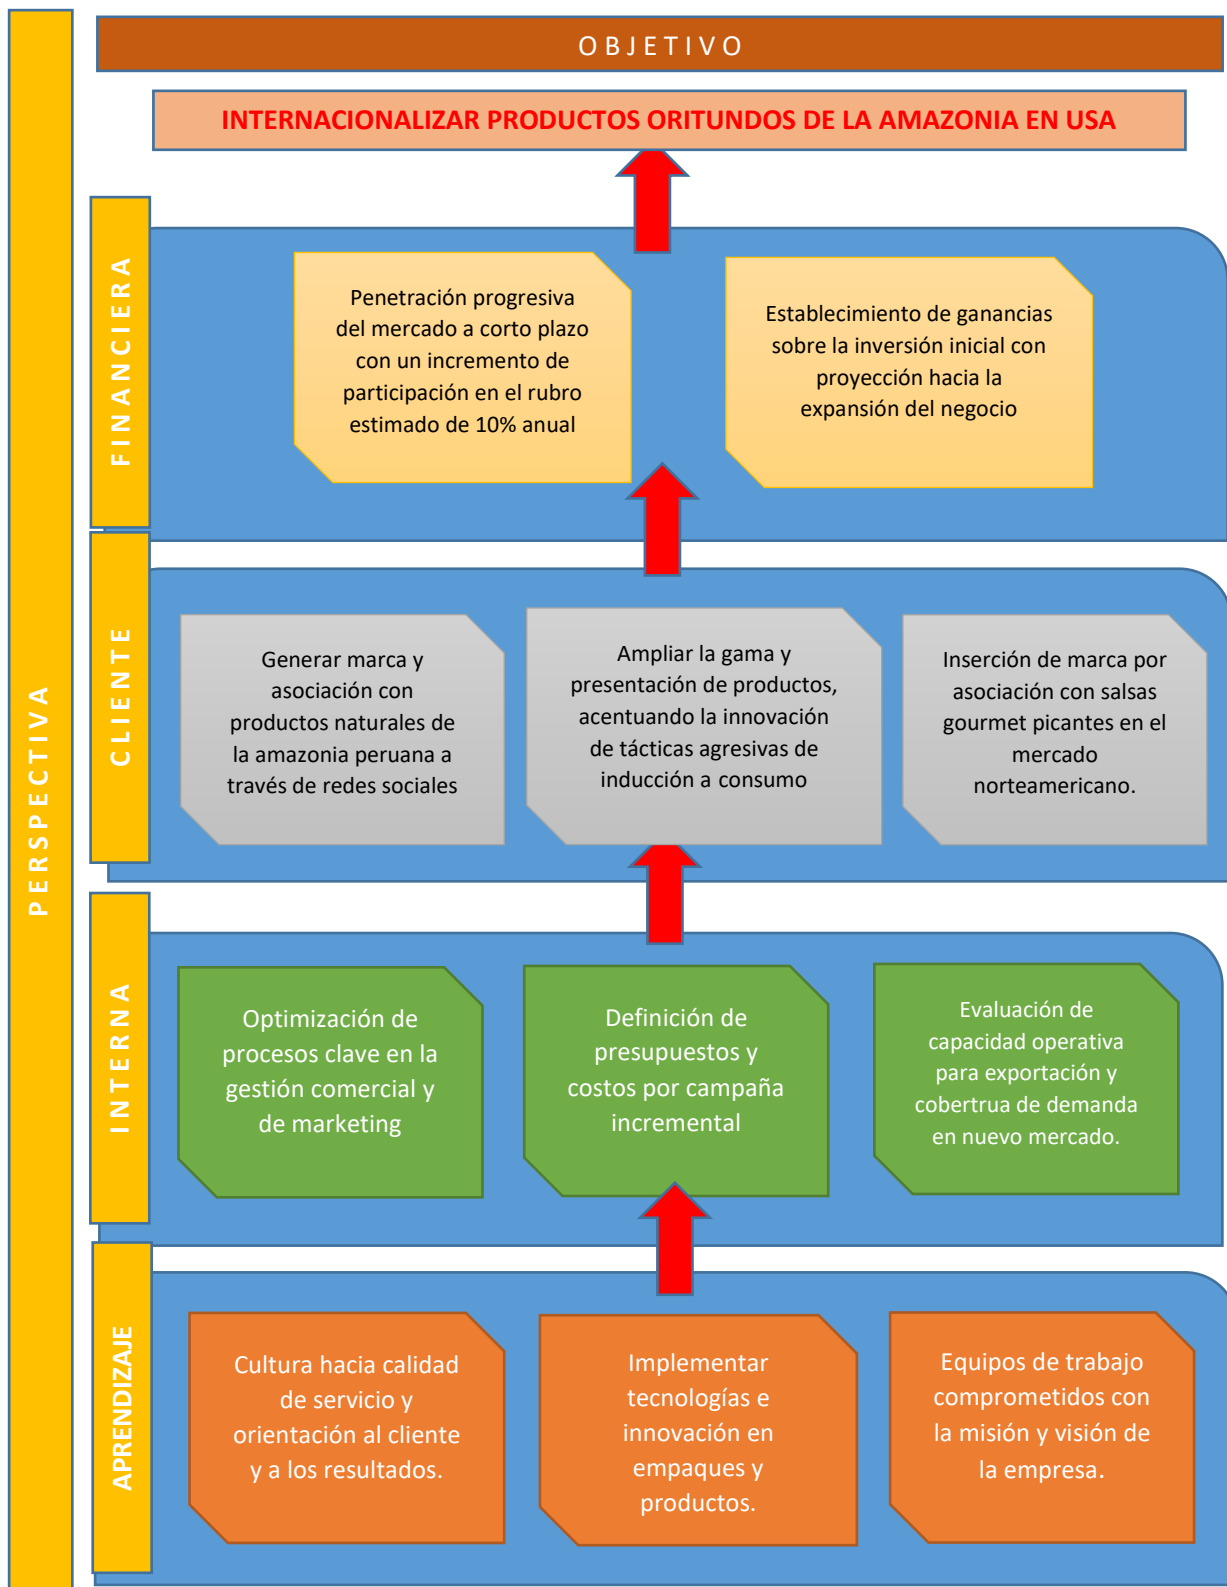 OBJETIVO
INTERNACIONALIZAR PRODUCTOS ORITUNDOS DE LA AMAZONIA EN USA
PERSPECTIVA
FINANCIERA
Penetración progresiva
del mercado a corto plazo
con un incremento de
participación en el rubro
estimado de 10% anual
Establecimiento de ganancias
sobre la inversión inicial con
proyección hacia la
expansión del negocio
CLIENTE
Generar marca y
asociación con
productos naturales de
la amazonia peruana a
través de redes sociales
Ampliar la gama y
presentación de productos,
acentuando la innovación
de tácticas agresivas de
inducción a consumo
Inserción de marca por
asociación con salsas
gourmet picantes en el
mercado
norteamericano.
INTERNA
Optimización de
procesos clave en la
gestión comercial y
de marketing
Definición de
presupuestos y
costos por campaña
incremental
Evaluación de
capacidad operativa
para exportación y
cobertrua de demanda
en nuevo mercado.
APRENDIZAJE
Cultura hacia calidad
de servicio y
orientación al cliente
y a los resultados.
Implementar
tecnologías e
innovación en
empaques y
productos.
Equipos de trabajo
comprometidos con
la misión y visión de
la empresa.